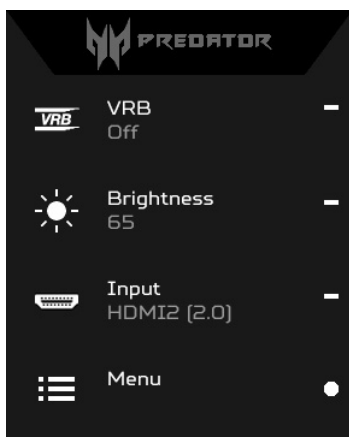 PREDATOR
VRB
VRB
Off
Brightness
65
Input
HDMI2 (2.0)
Menu